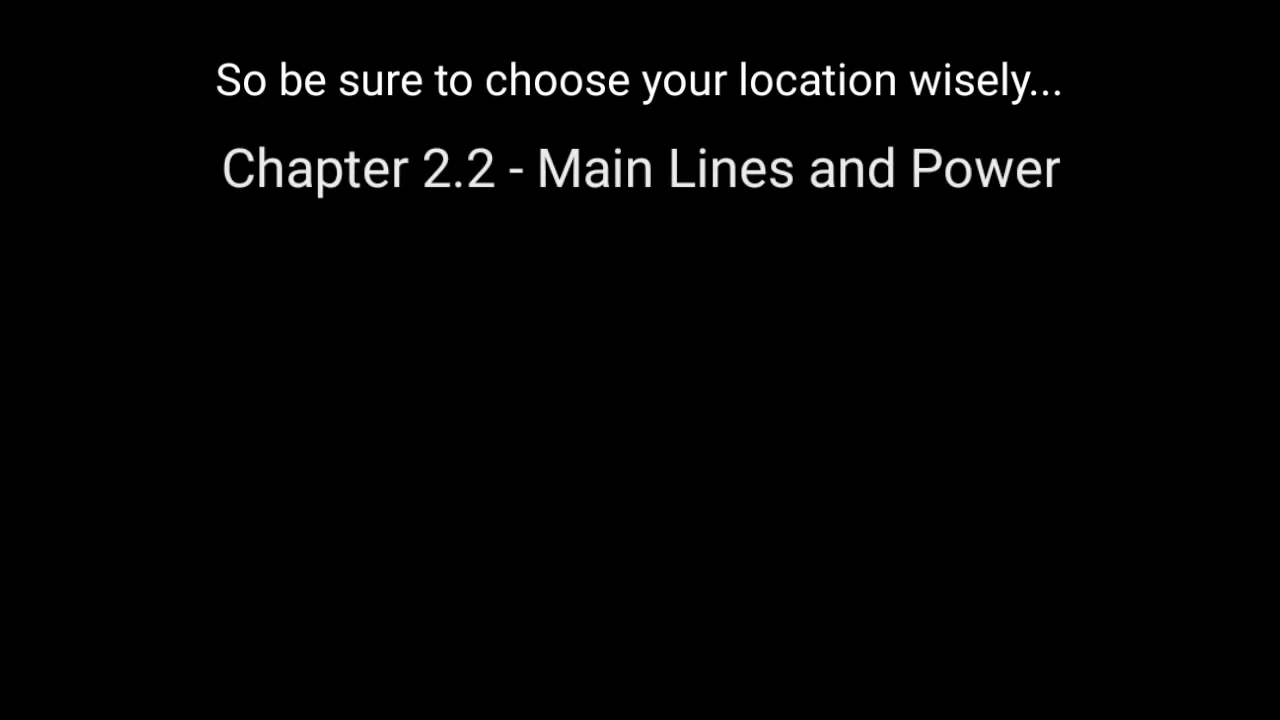 So be sure to choose your location wisely...
Chapter 2.2 - Main Lines and Power